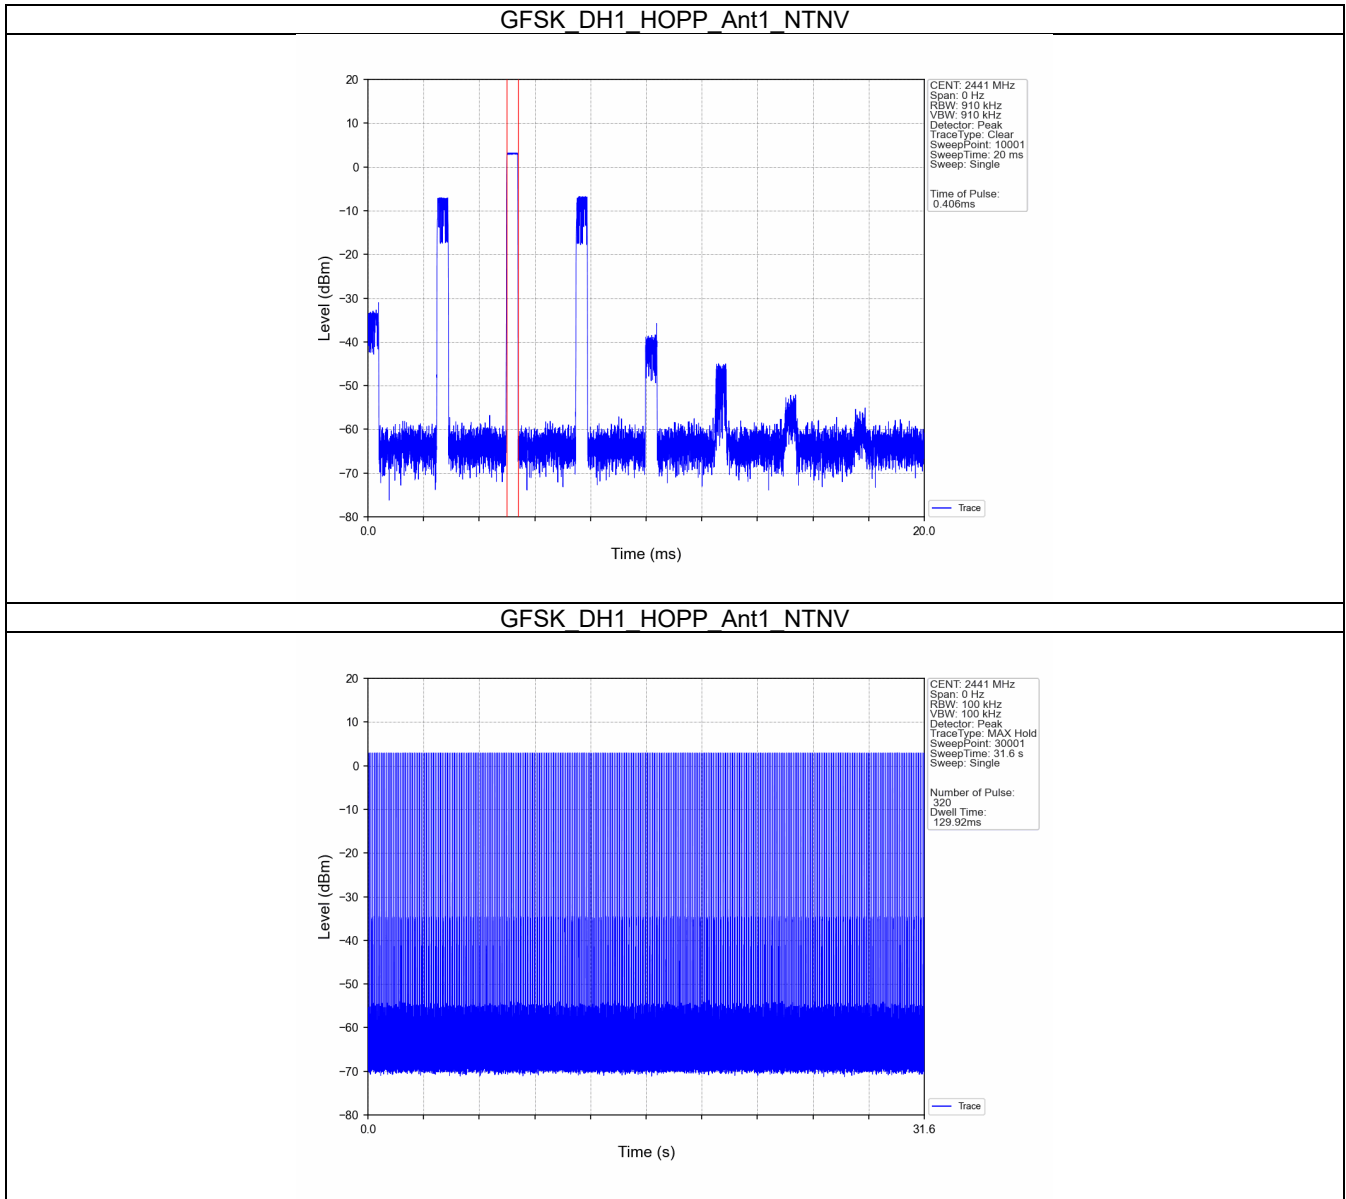 GFSK_DH1_HOPP_Ant1_NTNV
20
10
0
−10
−20
−30
−40
−50
−60
−70
−80
Level (dBm)
0.0
20.0
Time (ms)
CENT: 2441 MHz
Span: 0 Hz
RBW: 910 kHz
VBW: 910 kHz
Detector: Peak
TraceType: Clear
SweepPoint: 10001
SweepTime: 20 ms
Sweep: Single
Time of Pulse:
0.406ms
Trace
GFSK_DH1_HOPP_Ant1_NTNV
20
10
0
−10
−20
−30
−40
−50
−60
−70
−80
Level (dBm)
0.0
31.6
Time (s)
CENT: 2441 MHz
Span: 0 Hz
RBW: 100 kHz
VBW: 100 kHz
Detector: Peak
TraceType: MAX Hold
SweepPoint: 30001
SweepTime: 31.6 s
Sweep: Single
Number of Pulse:
320
Dwell Time:
129.92ms
Trace